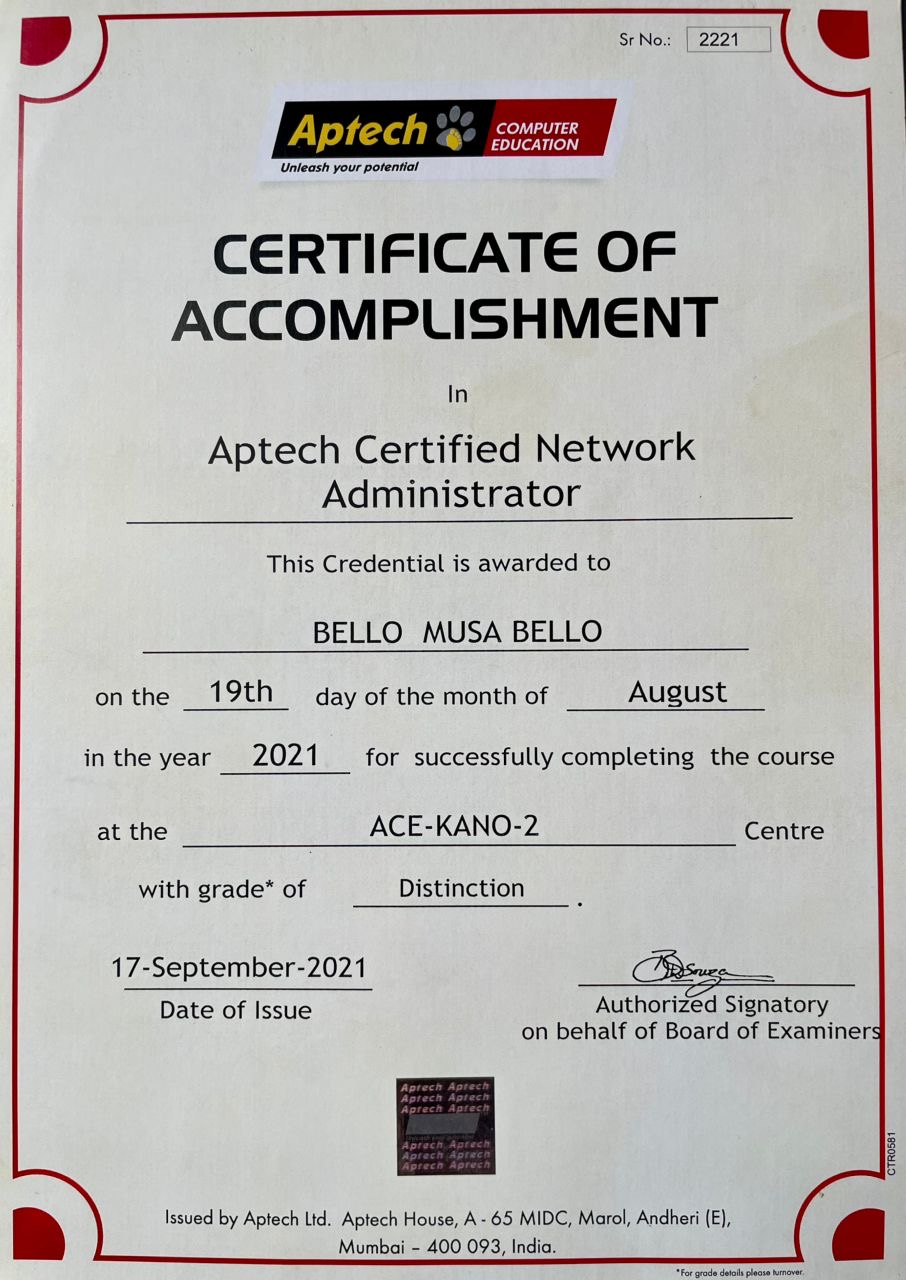 Sr No.: 2221
Aptech COMPUTER EDUCATION
Unleash your potential
CERTIFICATE OF
ACCOMPLISHMENT
In
Aptech Certified Network
Administrator
This Credential is awarded to
BELLO MUSA BELLO
on the 19th day of the month of August
in the year 2021 for successfully completing the course
at the ACE-KANO-2 Centre
with grade* of Distinction .
17-September-2021
Date of Issue
Authorized Signatory
on behalf of Board of Examiners
Aptech Aptech
Aptech Aptech
Aptech Aptech
Aptech Aptech
Aptech Aptech
Aptech Aptech
CTR0581
Issued by Aptech Ltd. Aptech House, A - 65 MIDC, Marol, Andheri (E),
Mumbai – 400 093, India.
*For grade details please turnover.